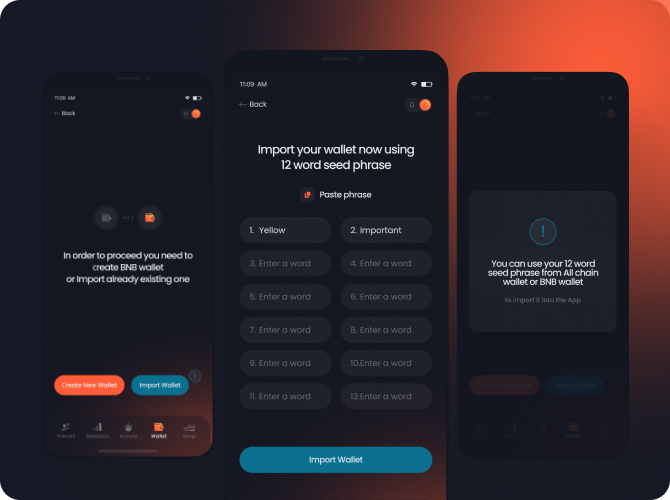 11:09 AM
← Back
0
In order to proceed you need to
create BNB wallet
or Import already existing one
Create New Wallet
Import Wallet
!
Friends
Statistics
Activity
Wallet
Shop
11:09 AM
← Back
0
Import your wallet now using
12 word seed phrase
Paste phrase
1. Yellow
2. Important
3. Enter a word
4. Enter a word
5. Enter a word
6. Enter a word
7. Enter a word
8. Enter a word
9. Enter a word
10.Enter a word
11. Enter a word
12.Enter a word
Import Wallet
11:09 AM
← Back
!
You can use your 12 word
seed phrase from All chain
wallet or BNB wallet
to import it into the App
Create New Wallet
Import Wallet